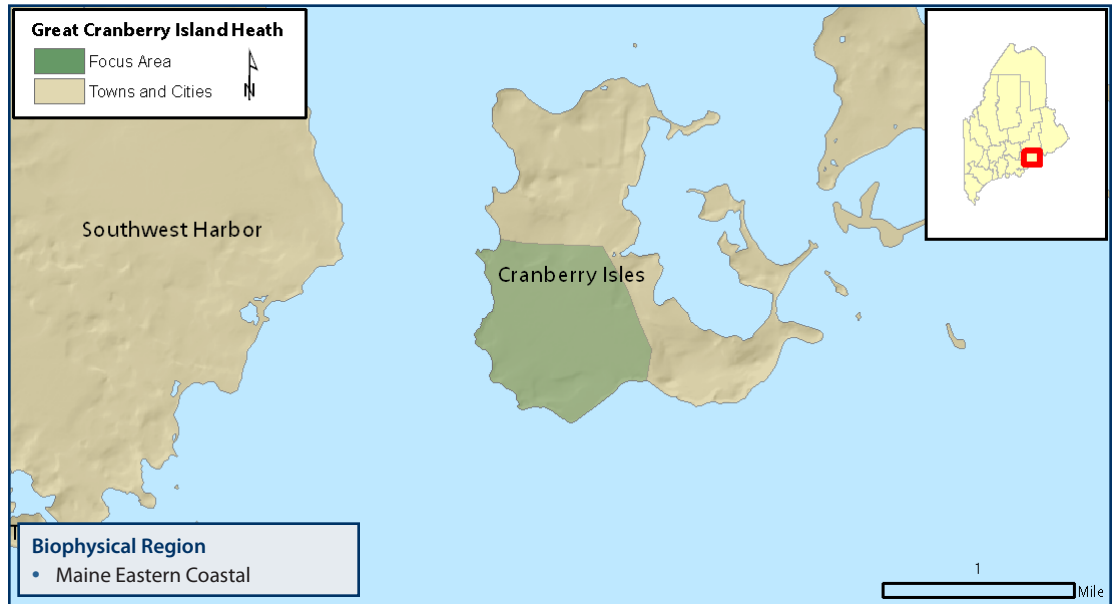 Great Cranberry Island Heath
Focus Area
Towns and Cities
N
Southwest Harbor
Cranberry Isles
T
Biophysical Region
• Maine Eastern Coastal
1
Mile